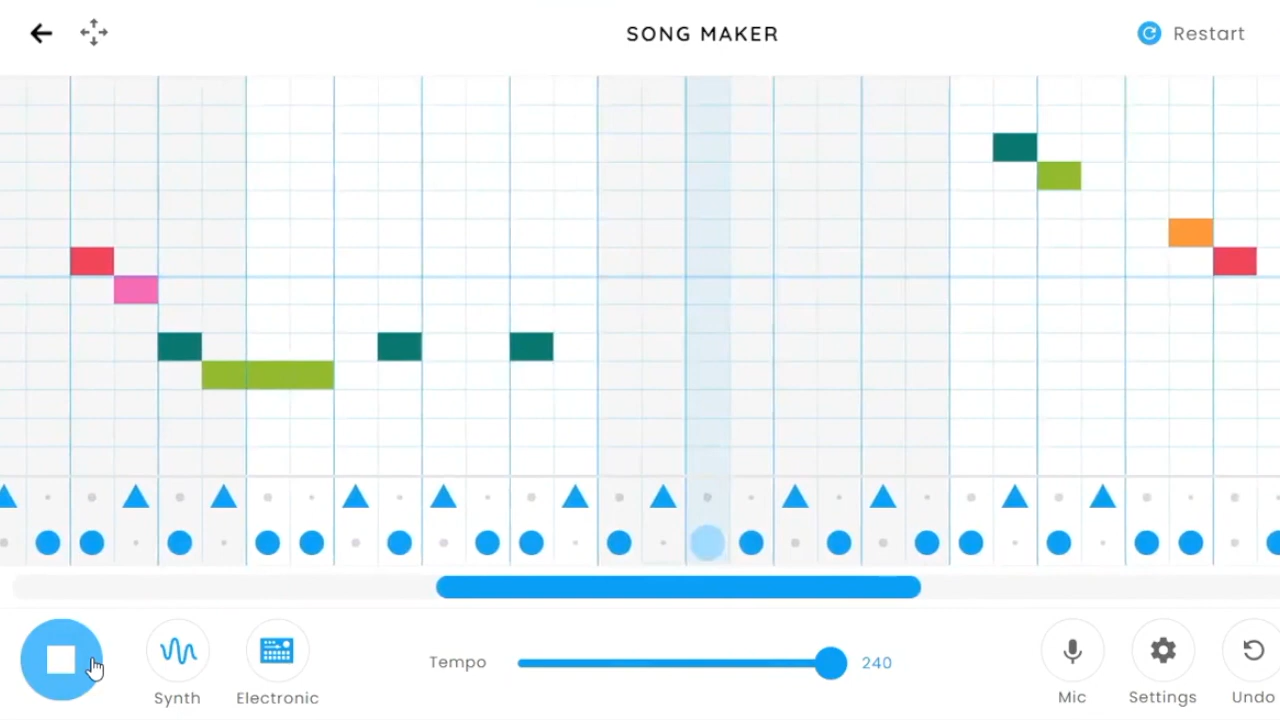 SONG MAKER
Restart
Tempo
240
Synth
Electronic
Mic
Settings
Undo